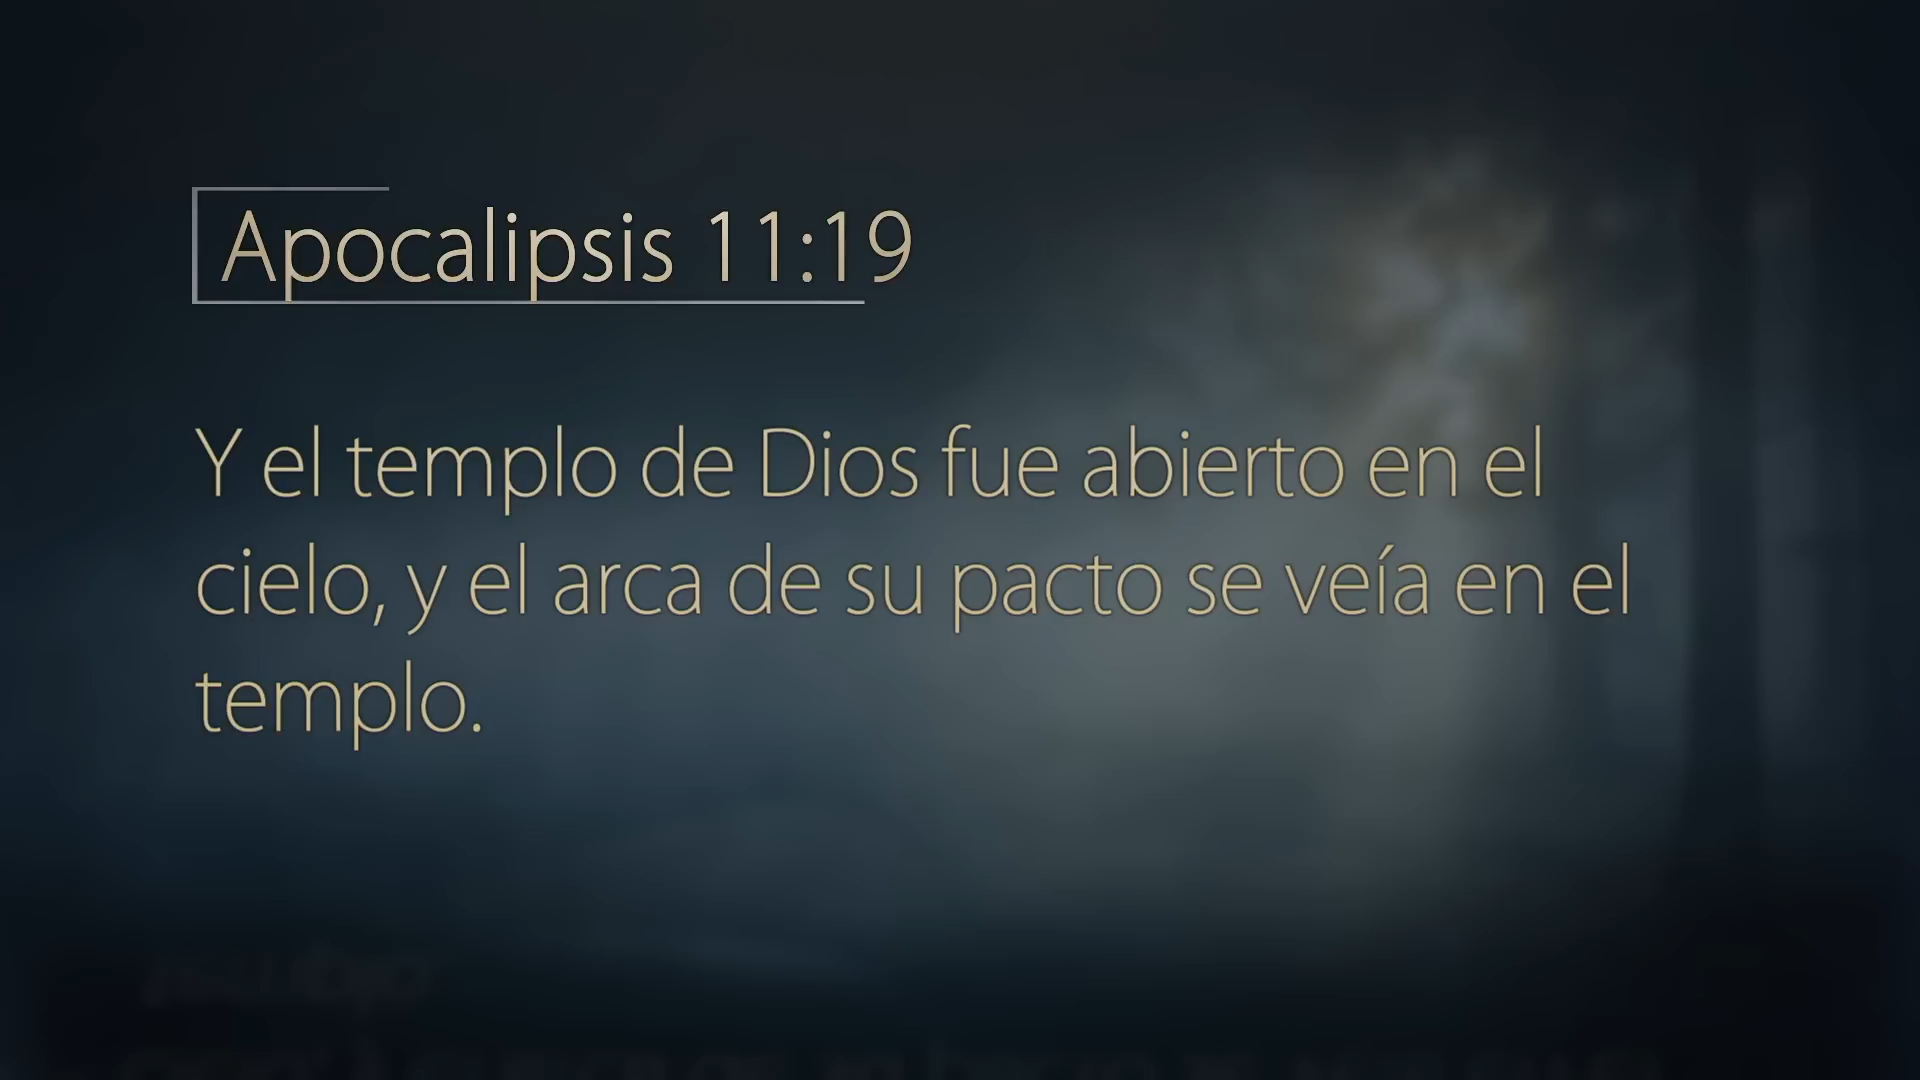 Apocalipsis 11:19
Y el templo de Dios fue abierto en el
cielo, y el arca de su pacto se veía en el
templo.